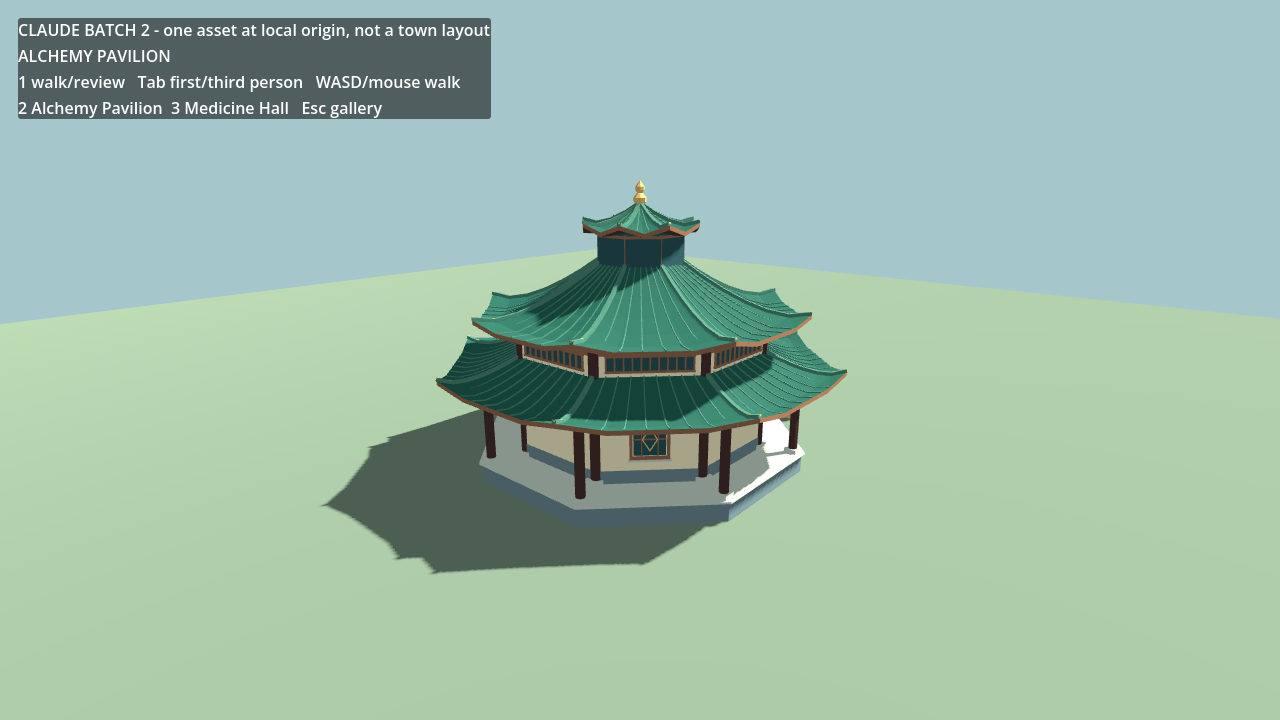 CLAUDE BATCH 2 - one asset at local origin, not a town layout
ALCHEMY PAVILION
1 walk/review   Tab first/third person   WASD/mouse walk
2 Alchemy Pavilion  3 Medicine Hall   Esc gallery